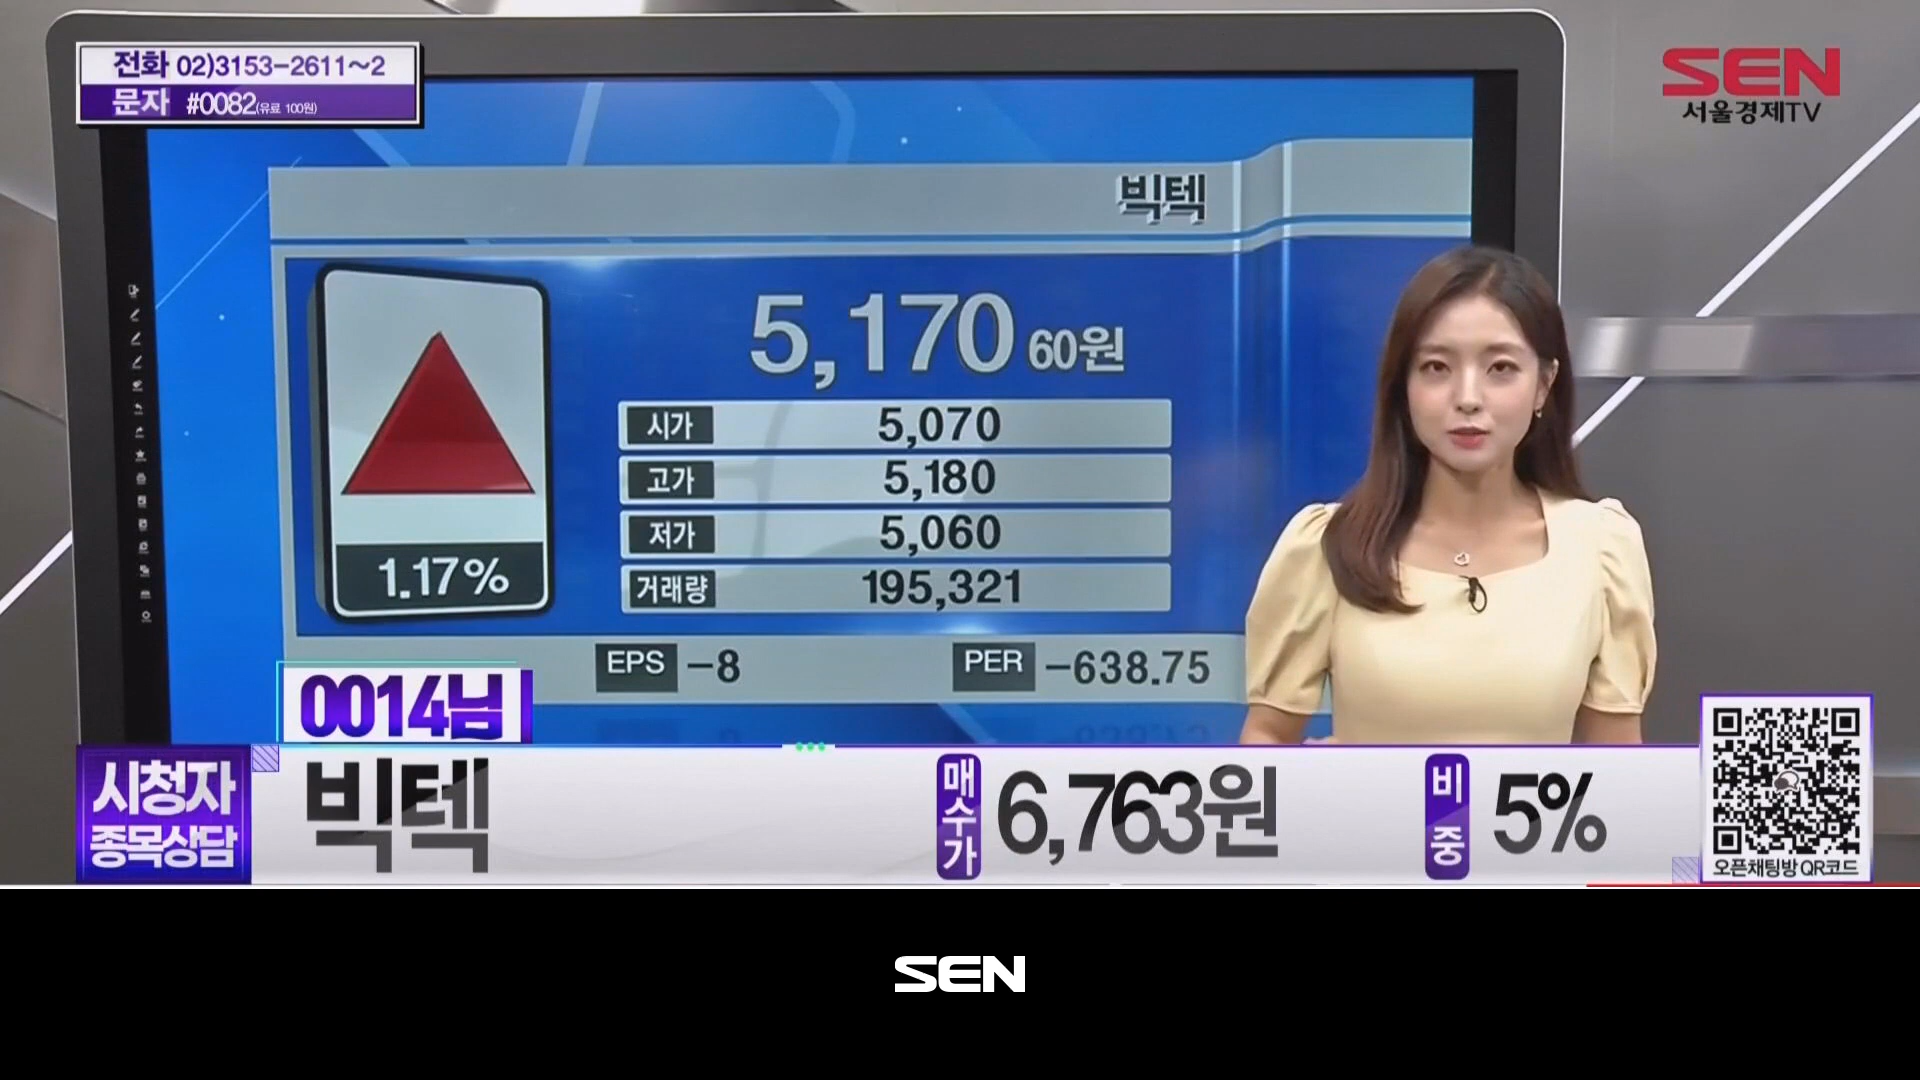 전화 02)3153-2611~2
문자 #0082(유료 100원)
SEN
서울경제TV
빅텍
5,170 60원
시가 5,070
고가 5,180
저가 5,060
거래량 195,321
1.17%
EPS -8 PER -638.75
0014님
시청자
종목상담
빅텍 매수가 6,763원 비중 5%
오픈채팅방 QR코드
SEN